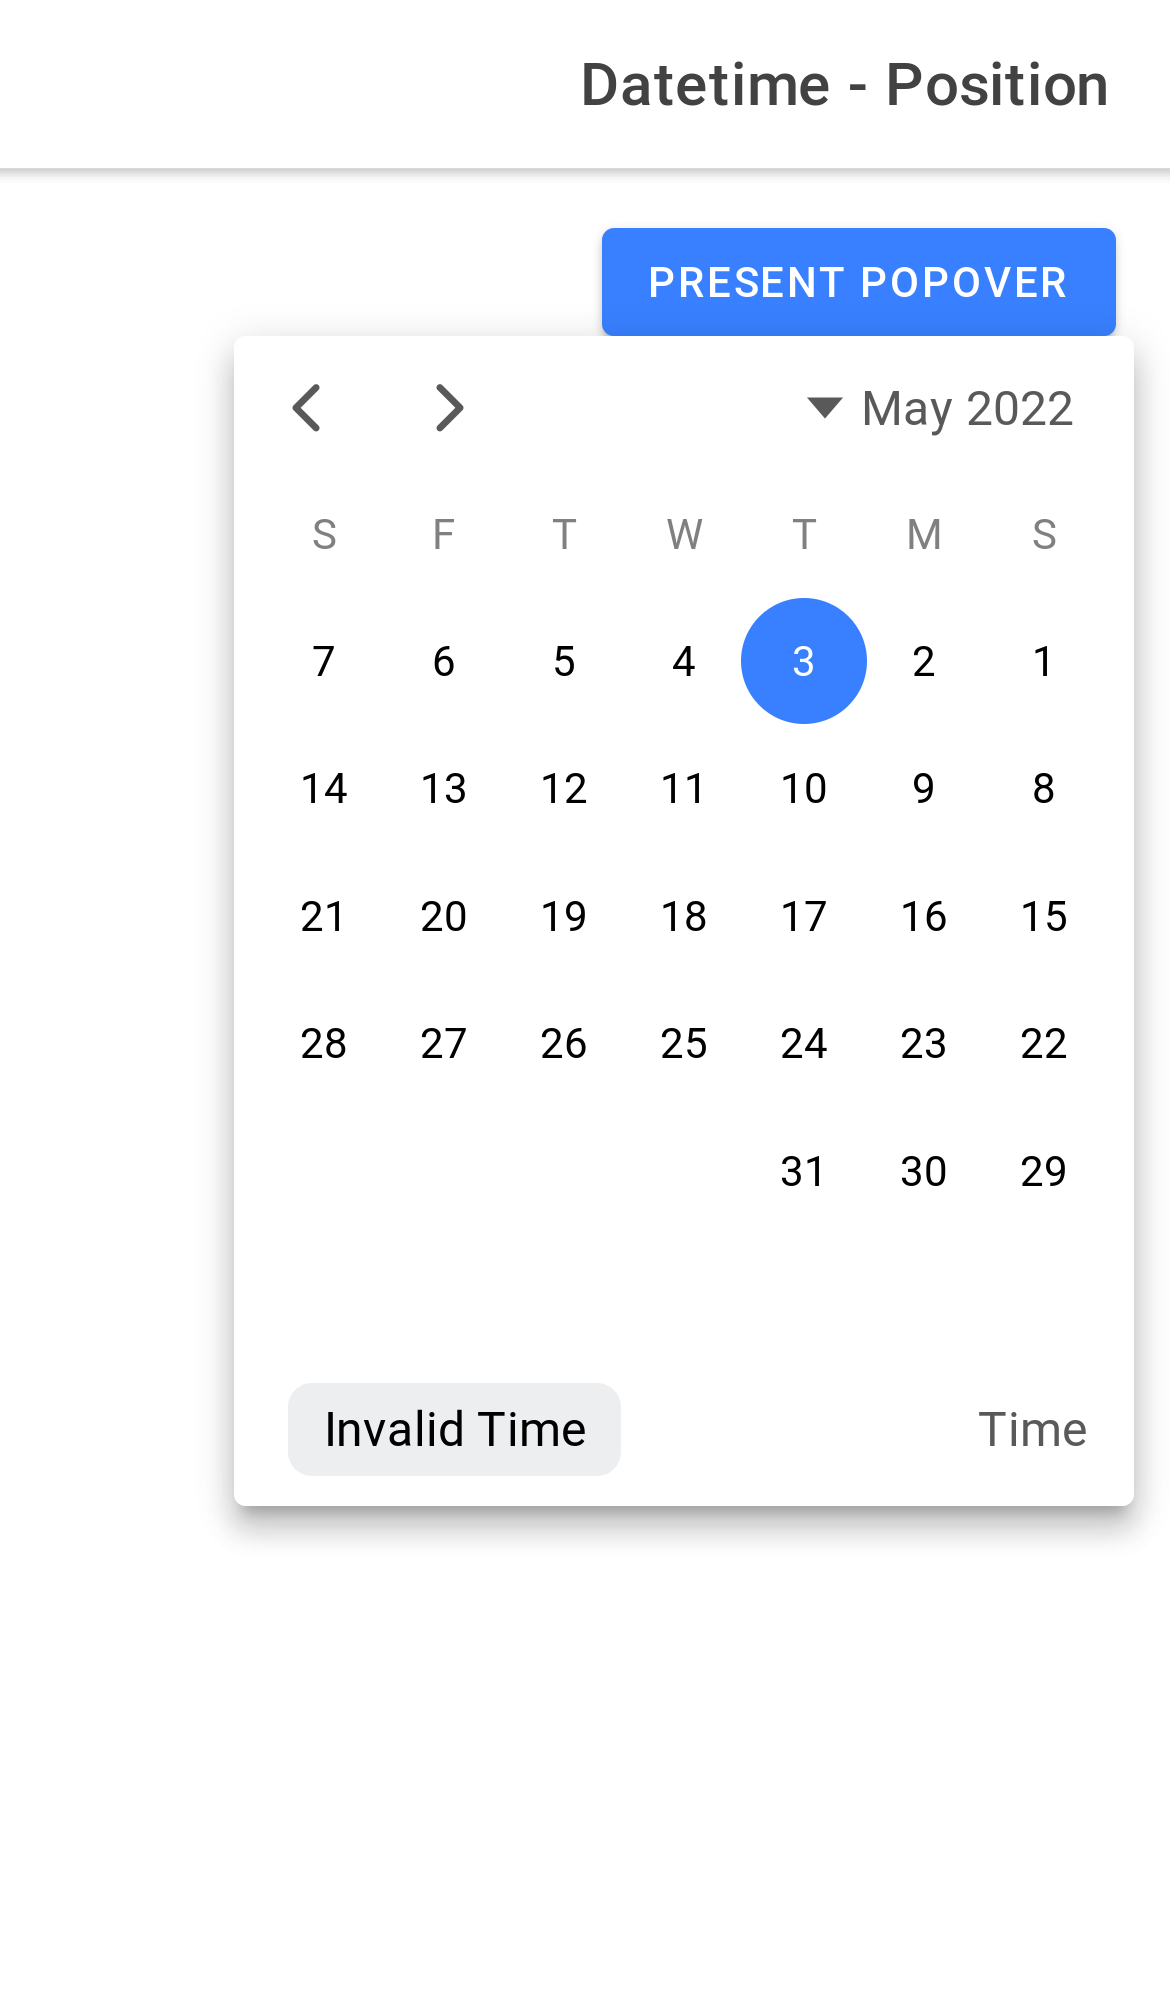 Datetime - Position
PRESENT POPOVER
May 2022
S F T W T M S
7 6 5 4 3 2 1
14 13 12 11 10 9 8
21 20 19 18 17 16 15
28 27 26 25 24 23 22
31 30 29
Invalid Time Time